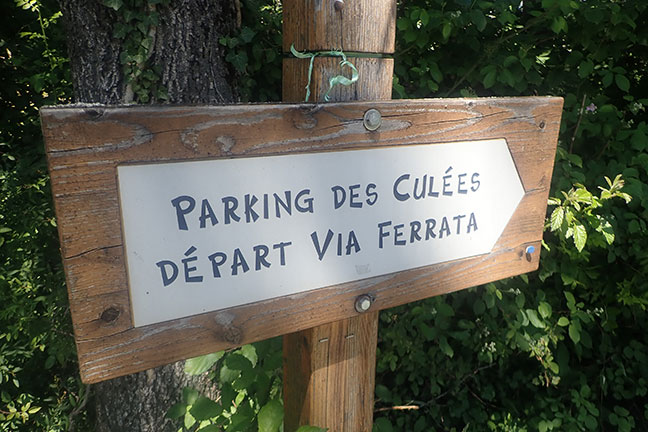 PARKING DES CULÉES
DÉPART VIA FERRATA